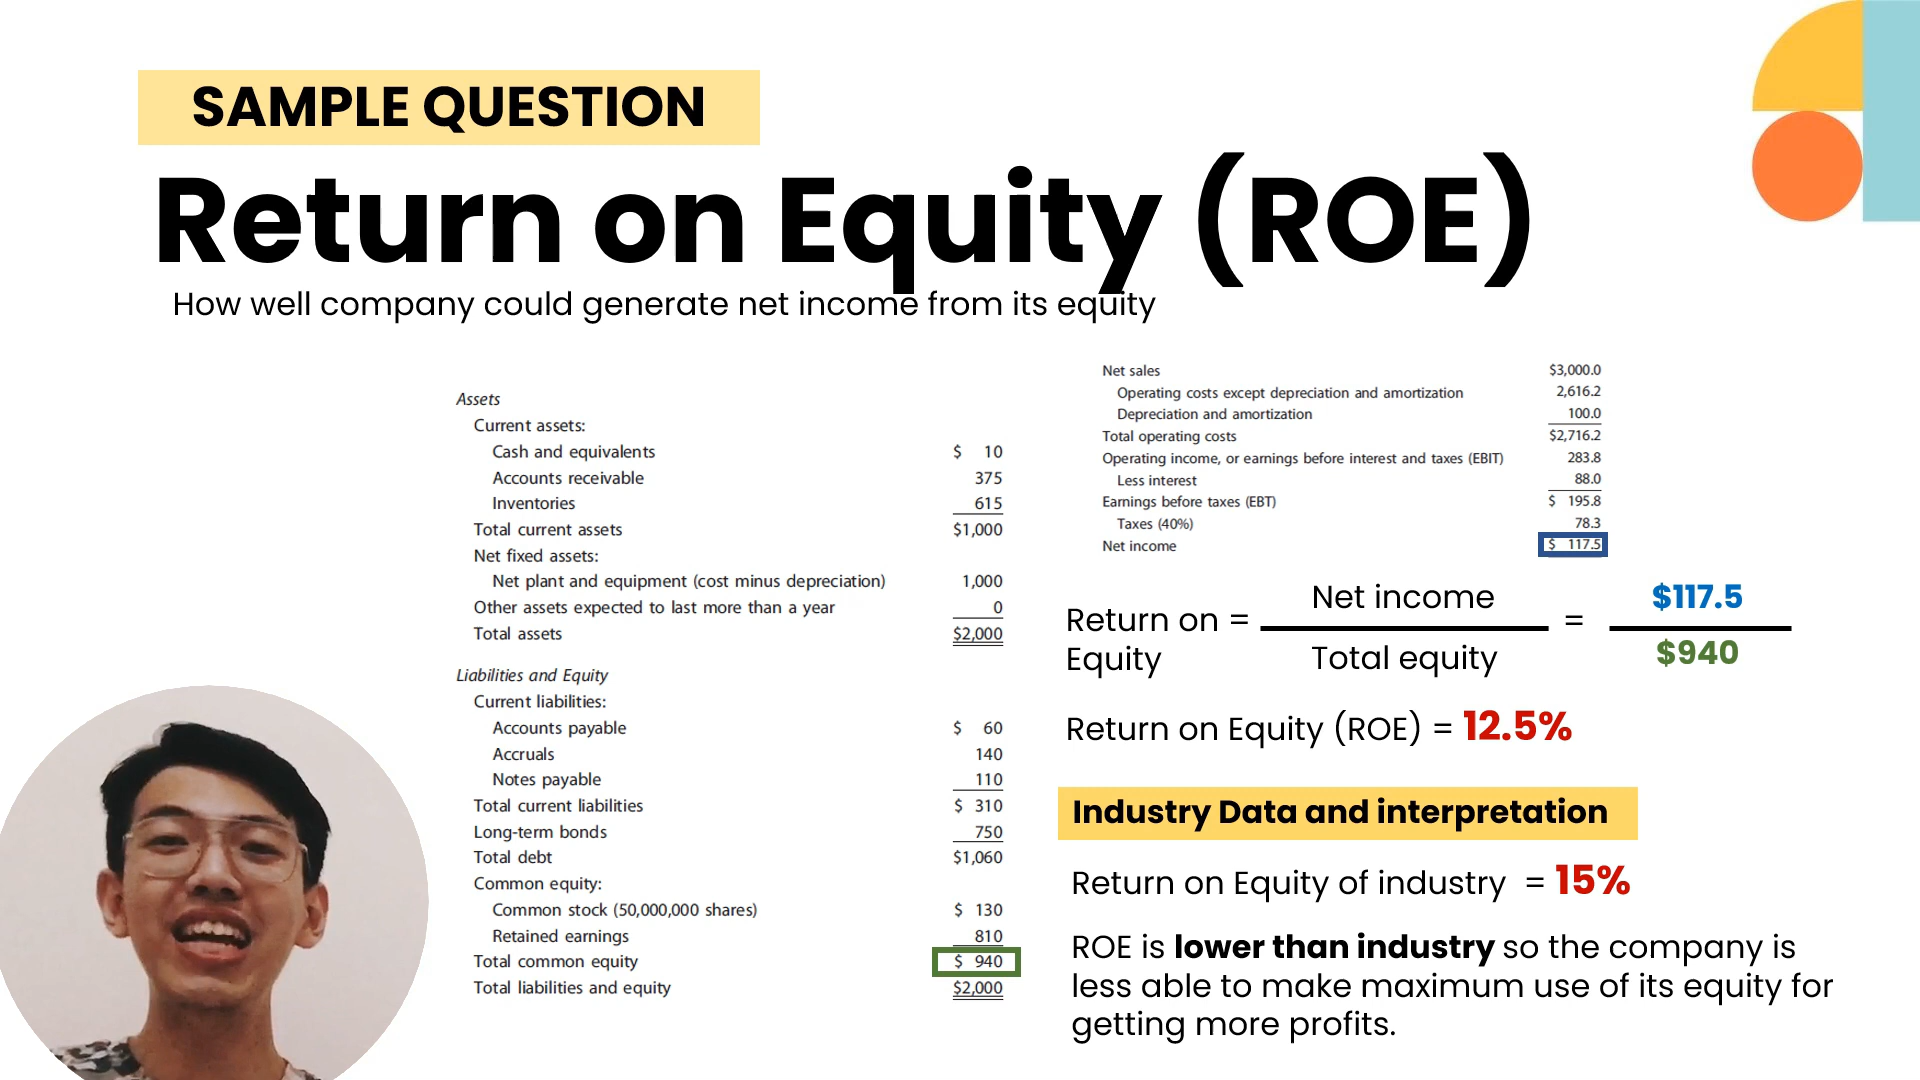 SAMPLE QUESTION
Return on Equity (ROE)
How well company could generate net income from its equity
Assets
Current assets:
Cash and equivalents $ 10
Accounts receivable 375
Inventories 615
Total current assets $1,000
Net fixed assets:
Net plant and equipment (cost minus depreciation) 1,000
Other assets expected to last more than a year 0
Total assets $2,000
Liabilities and Equity
Current liabilities:
Accounts payable $ 60
Accruals 140
Notes payable 110
Total current liabilities $ 310
Long-term bonds 750
Total debt $1,060
Common equity:
Common stock (50,000,000 shares) $ 130
Retained earnings 810
Total common equity $ 940
Total liabilities and equity $2,000
Net sales $3,000.0
Operating costs except depreciation and amortization 2,616.2
Depreciation and amortization 100.0
Total operating costs $2,716.2
Operating income, or earnings before interest and taxes (EBIT) 283.8
Less interest 88.0
Earnings before taxes (EBT) $ 195.8
Taxes (40%) 78.3
Net income $ 117.5
Net income $117.5
Return on = =
Equity Total equity $940
Return on Equity (ROE) = 12.5%
Industry Data and interpretation
Return on Equity of industry = 15%
ROE is lower than industry so the company is
less able to make maximum use of its equity for
getting more profits.